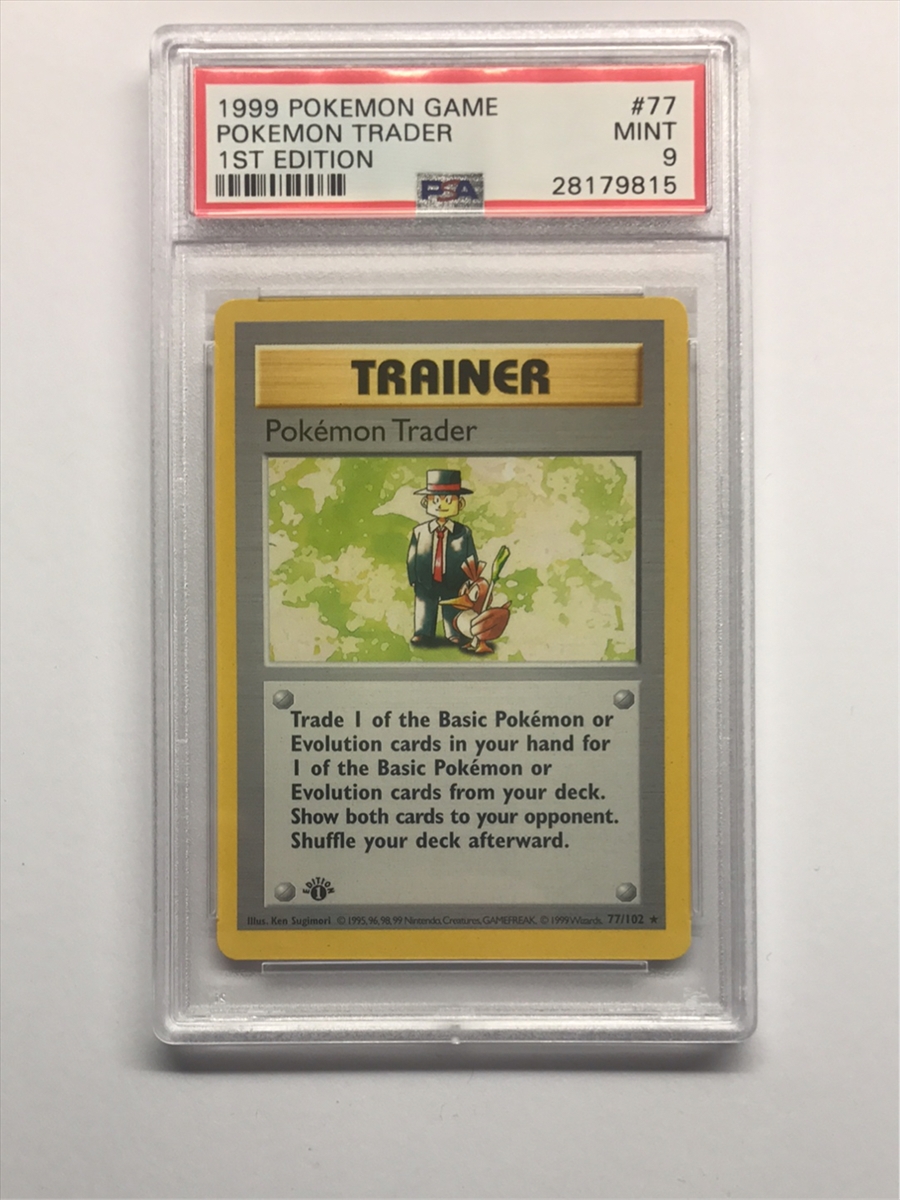 1999 POKEMON GAME #77
POKEMON TRADER MINT
1ST EDITION 9
PSA 28179815
TRAINER
Pokémon Trader
Trade 1 of the Basic Pokémon or
Evolution cards in your hand for
1 of the Basic Pokémon or
Evolution cards from your deck.
Show both cards to your opponent.
Shuffle your deck afterward.
EDITION 1
Illus. Ken Sugimori © 1995, 96, 98, 99 Nintendo, Creatures, GAMEFREAK. © 1999 Wizards. 77/102 ★